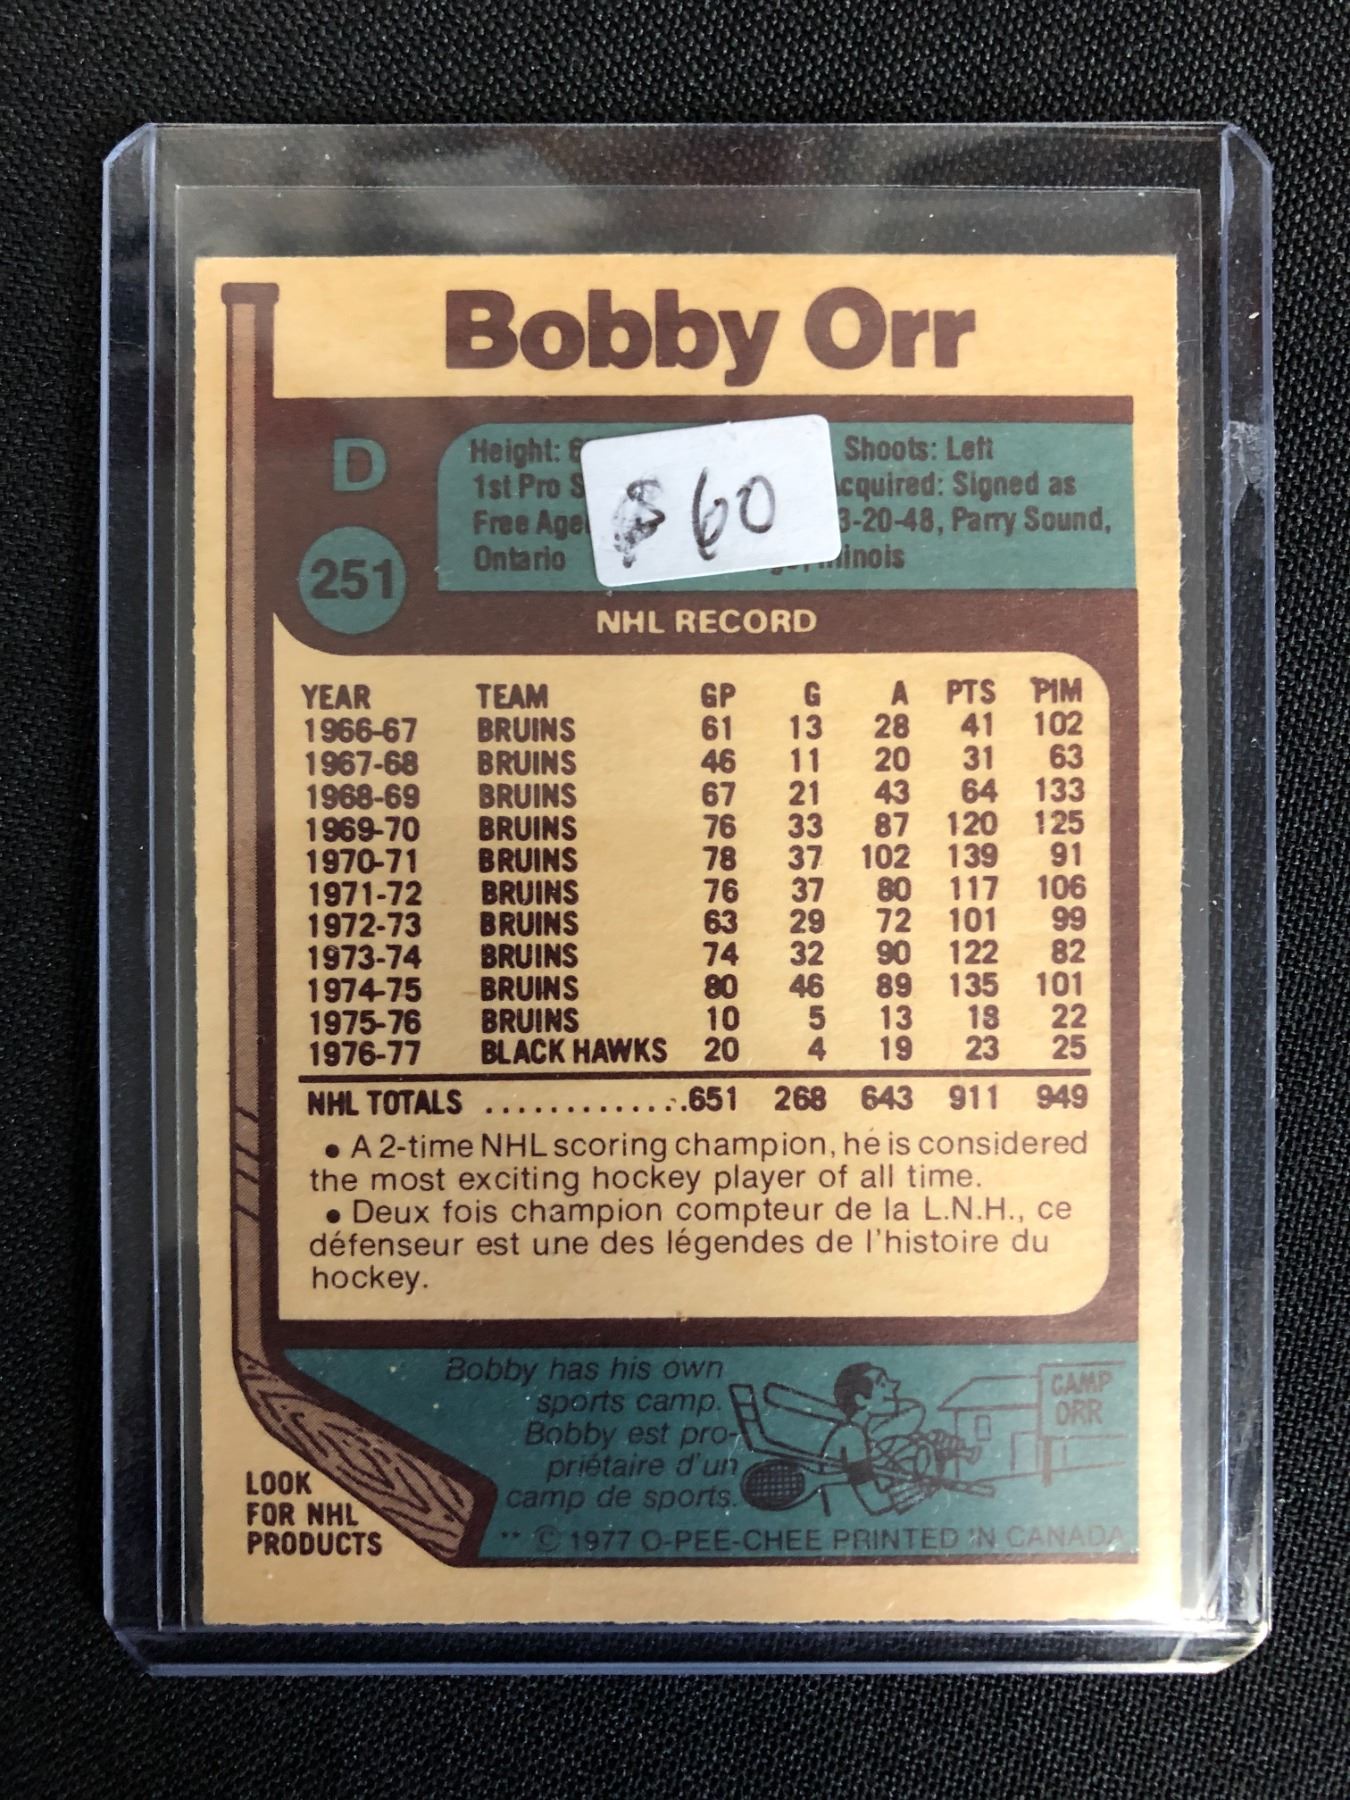 Bobby Orr
D
251
Height: Shoots: Left
1st Pro Signed as
Free 3-20-48, Parry Sound,
Ontario
$60
NHL RECORD
YEAR TEAM GP G A PTS PIM
1966-67 BRUINS 61 13 28 41 102
1967-68 BRUINS 46 11 20 31 63
1968-69 BRUINS 67 21 43 64 133
1969-70 BRUINS 76 33 87 120 125
1970-71 BRUINS 78 37 102 139 91
1971-72 BRUINS 76 37 80 117 106
1972-73 BRUINS 63 29 72 101 99
1973-74 BRUINS 74 32 90 122 82
1974-75 BRUINS 80 46 89 135 101
1975-76 BRUINS 10 5 13 18 22
1976-77 BLACK HAWKS 20 4 19 23 25
NHL TOTALS .............651 268 643 911 949
• A 2-time NHL scoring champion, he is considered
the most exciting hockey player of all time.
• Deux fois champion compteur de la L.N.H., ce
défenseur est une des légendes de l'histoire du
hockey.
Bobby has his own
sports camp.
Bobby est pro-
priétaire d'un
camp de sports.
CAMP
ORR
LOOK
FOR NHL
PRODUCTS
** © 1977 O-PEE-CHEE PRINTED IN CANADA